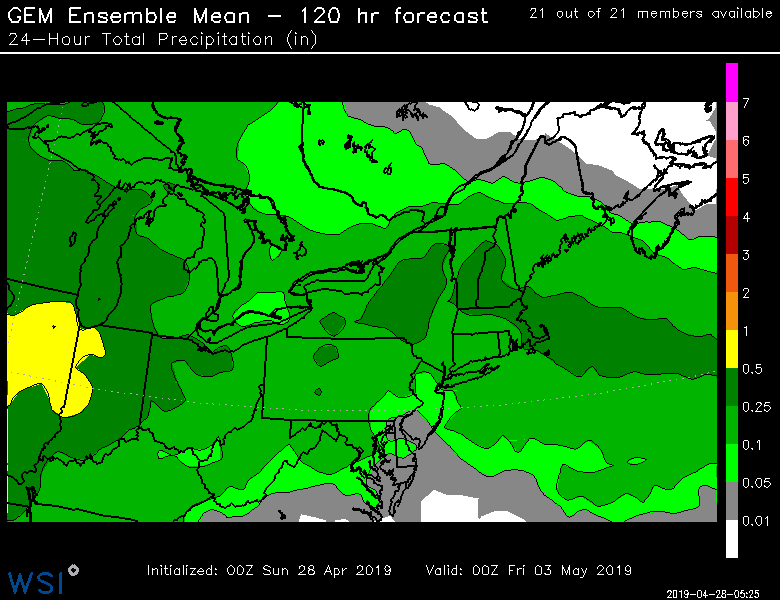 GEM Ensemble Mean - 120 hr forecast
21 out of 21 members available
24-Hour Total Precipitation (in)
7
6
5
4
3
2
1
0.5
0.25
0.1
0.05
0.01
Initialized: 00Z Sun 28 Apr 2019
Valid: 00Z Fri 03 May 2019
WSI
2019-04-28-05:25